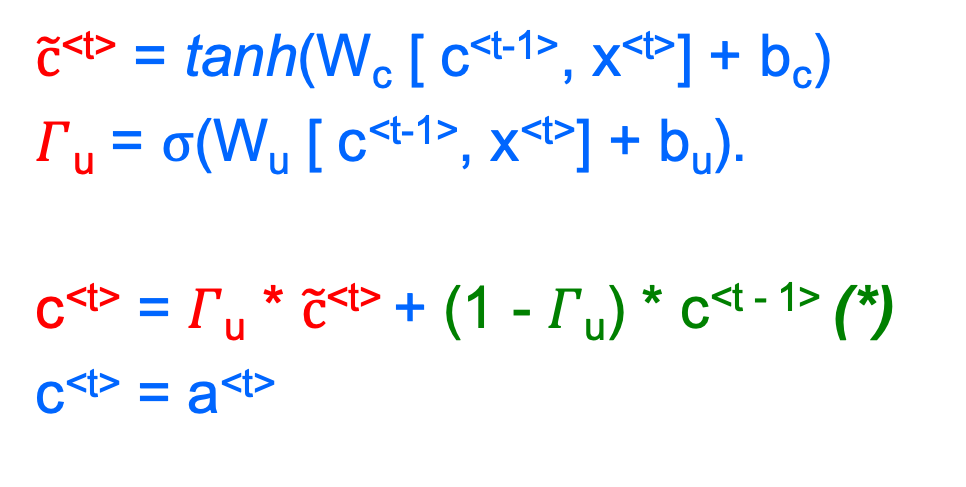 c̃<t> = tanh(Wc [ c<t-1>, x<t>] + bc)
Γu = σ(Wu [ c<t-1>, x<t>] + bu).
c<t> = Γu * c̃<t> + (1 - Γu) * c<t - 1> (*)
c<t> = a<t>